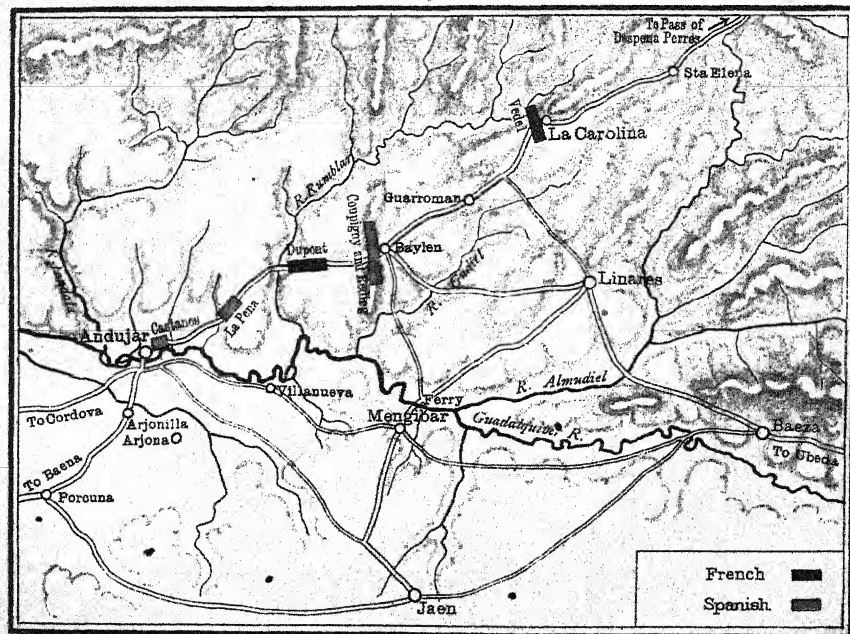 To Pass of
Despena Perros
Sta Elena
Vedel
La Carolina
R. Rumblar
Guarroman
Coupigny and Reding
Dupont
Baylen
R. Guadiel
Linares
La Pena
Castanos
Andujar
Villanueva
Ferry
R. Almudiel
Mengibar
Guadalquivir R.
Baeza
To Ubeda
To Cordova
Arjonilla
Arjona
To Baena
Porcuna
Jaen
French
Spanish